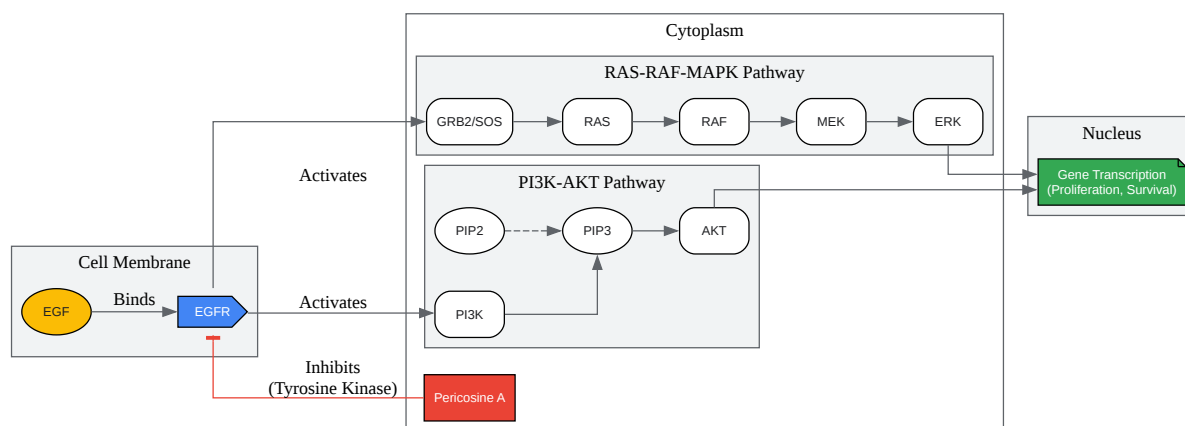 Cytoplasm
RAS-RAF-MAPK Pathway
GRB2/SOS
RAS
RAF
MEK
ERK
Nucleus
Gene Transcription
(Proliferation, Survival)
Activates
PI3K-AKT Pathway
PIP2
PIP3
AKT
Cell Membrane
EGF
Binds
EGFR
Activates
PI3K
Inhibits
(Tyrosine Kinase)
Pericosine A